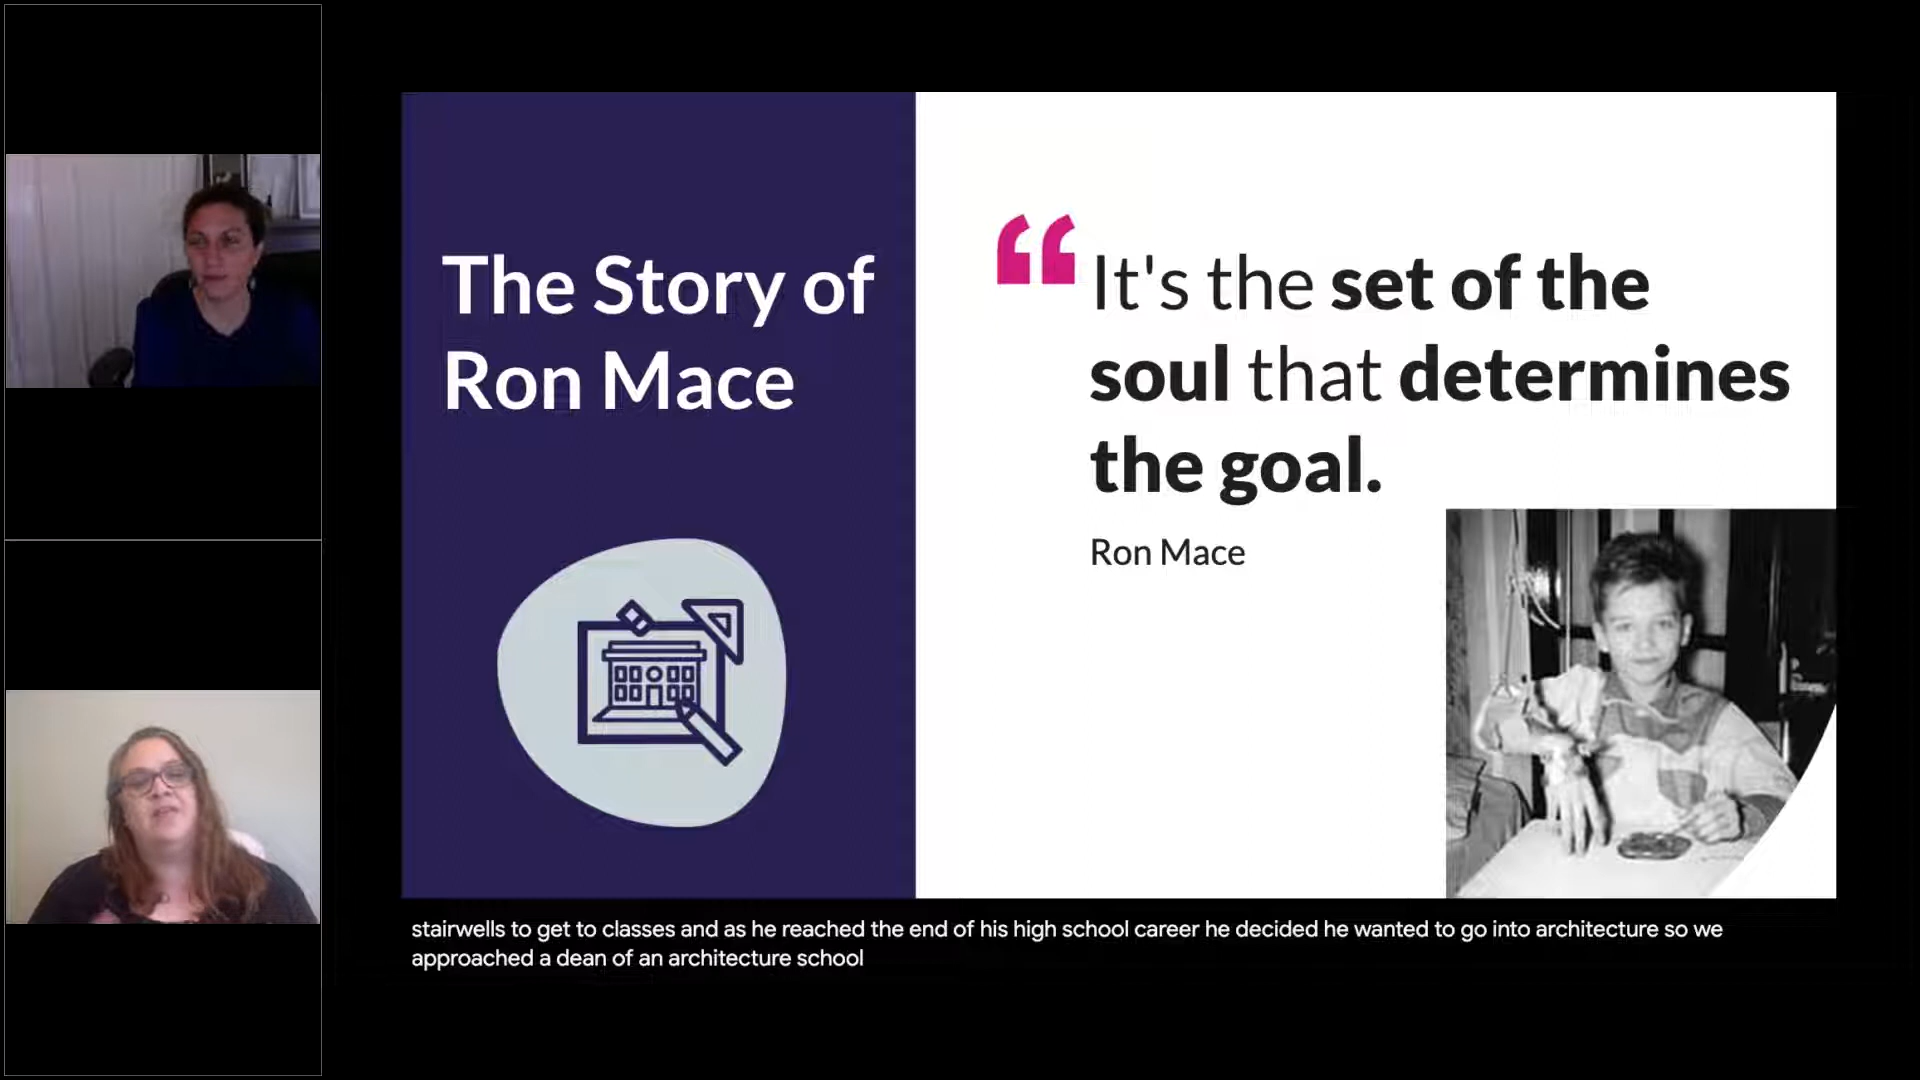 The Story of
Ron Mace
“ It's the set of the
soul that determines
the goal.
Ron Mace
stairwells to get to classes and as he reached the end of his high school career he decided he wanted to go into architecture so we
approached a dean of an architecture school